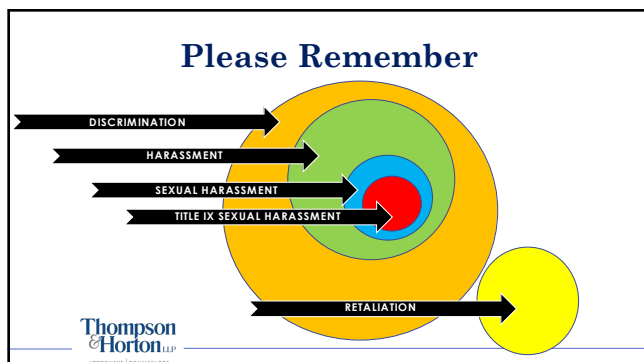 Please Remember
DISCRIMINATION
HARASSMENT
SEXUAL HARASSMENT
TITLE IX SEXUAL HARASSMENT
RETALIATION
Thompson
& Horton LLP